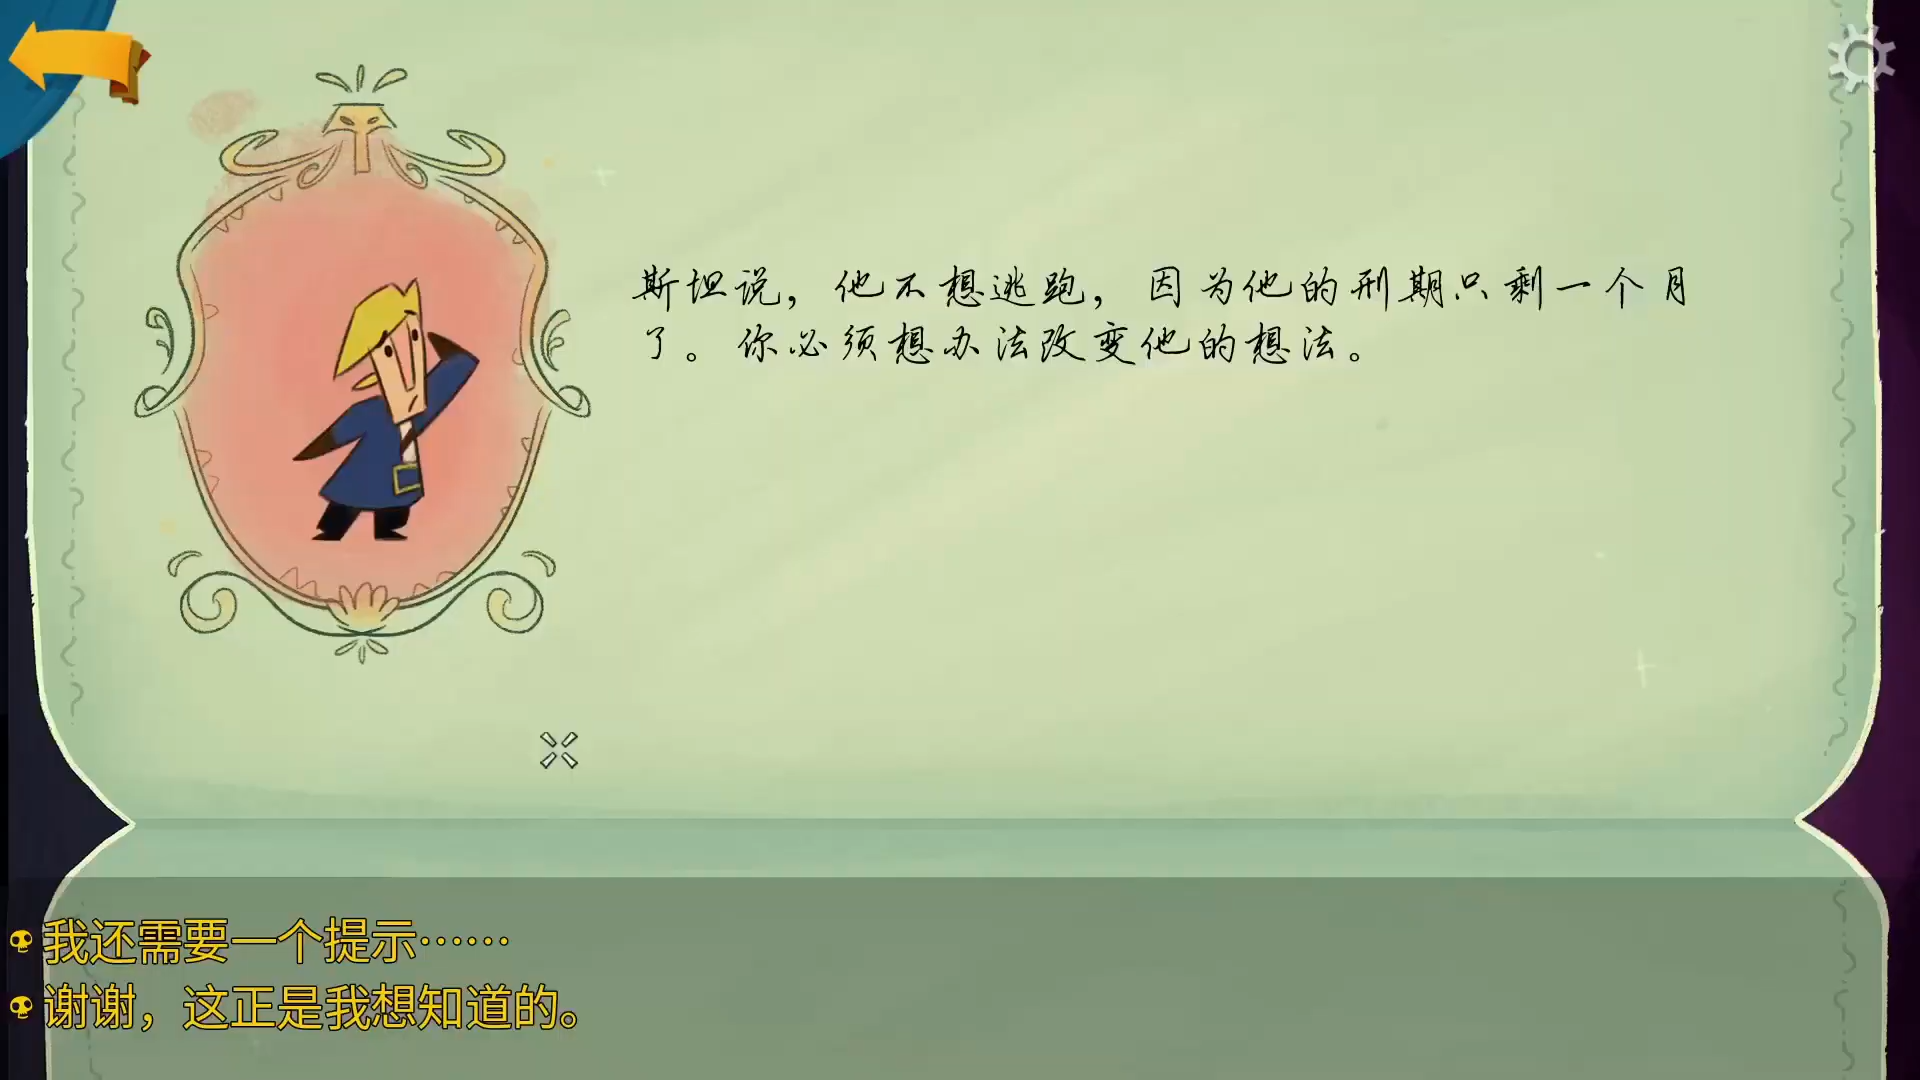 斯坦说，他不想逃跑，因为他的刑期只剩一个月
了。你必须想办法改变他的想法。
我还需要一个提示……
谢谢，这正是我想知道的。